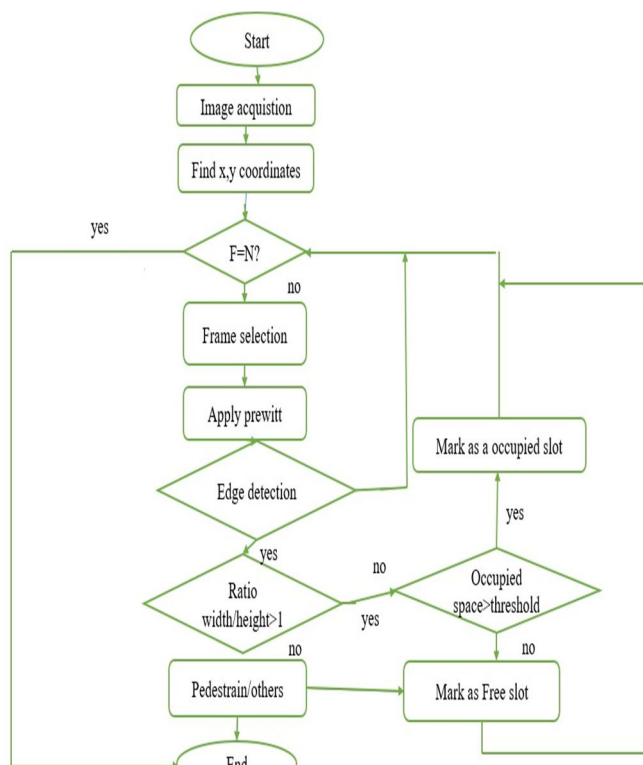 Start
Image acquistion
Find x,y coordinates
yes
F=N?
no
Frame selection
Apply prewitt
Mark as a occupied slot
Edge detection
yes
yes
no
Ratio
width/height>1
yes
Occupied
space>threshold
no
no
Pedestrain/others
Mark as Free slot
End